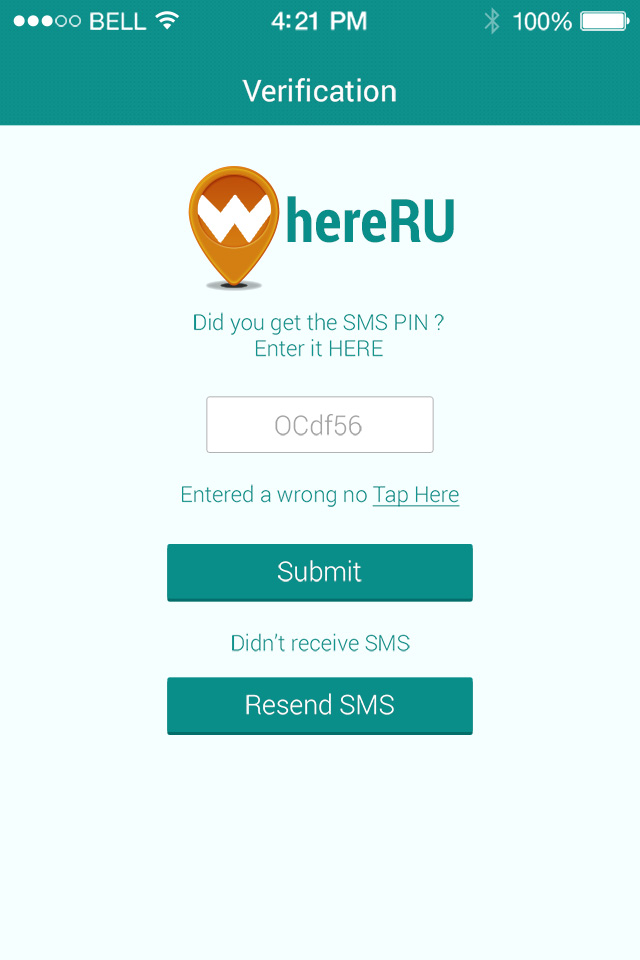 BELL 4:21 PM 100%
Verification
WhereRU
Did you get the SMS PIN ?
Enter it HERE
OCdf56
Entered a wrong no Tap Here
Submit
Didn’t receive SMS
Resend SMS